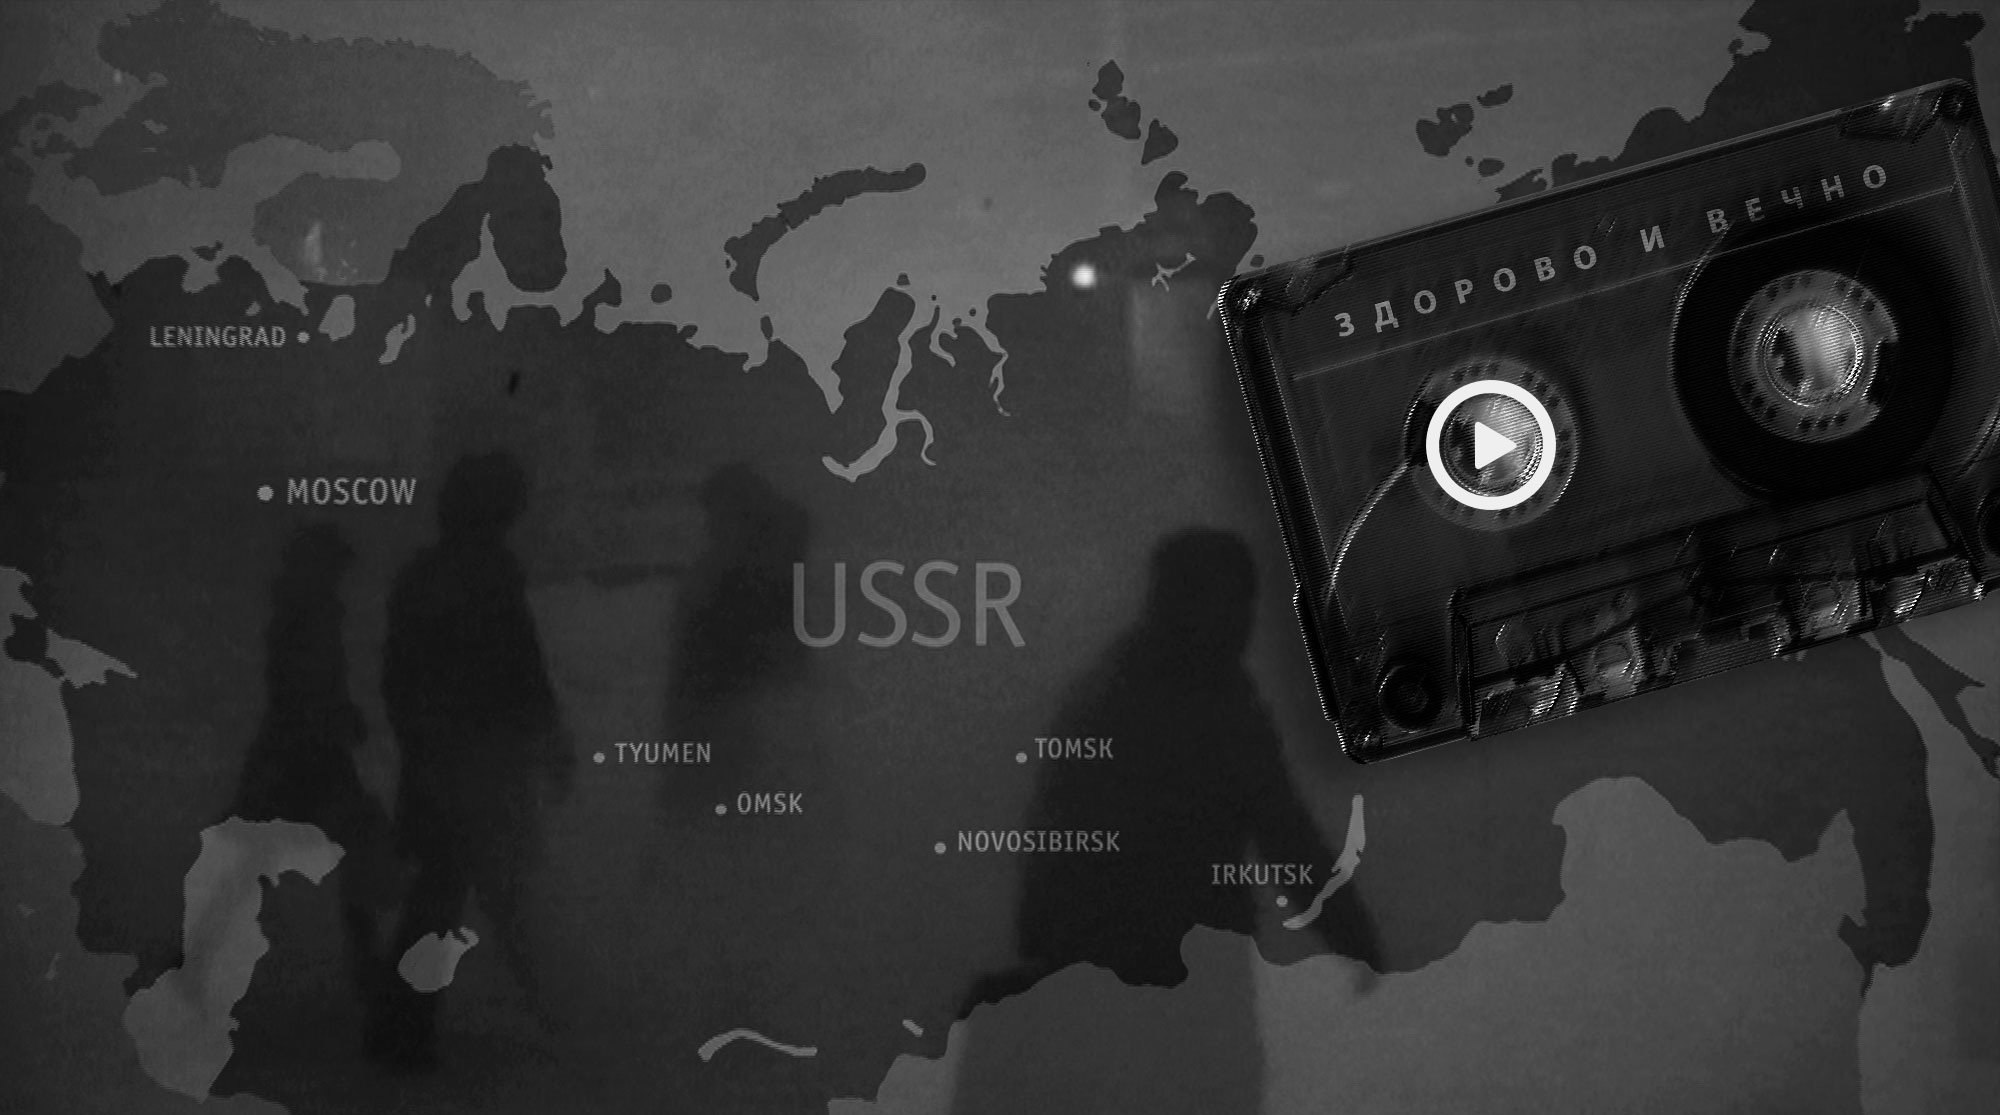 ЗДОРОВО И ВЕЧНО
LENINGRAD
MOSCOW
USSR
TYUMEN
TOMSK
OMSK
NOVOSIBIRSK
IRKUTSK